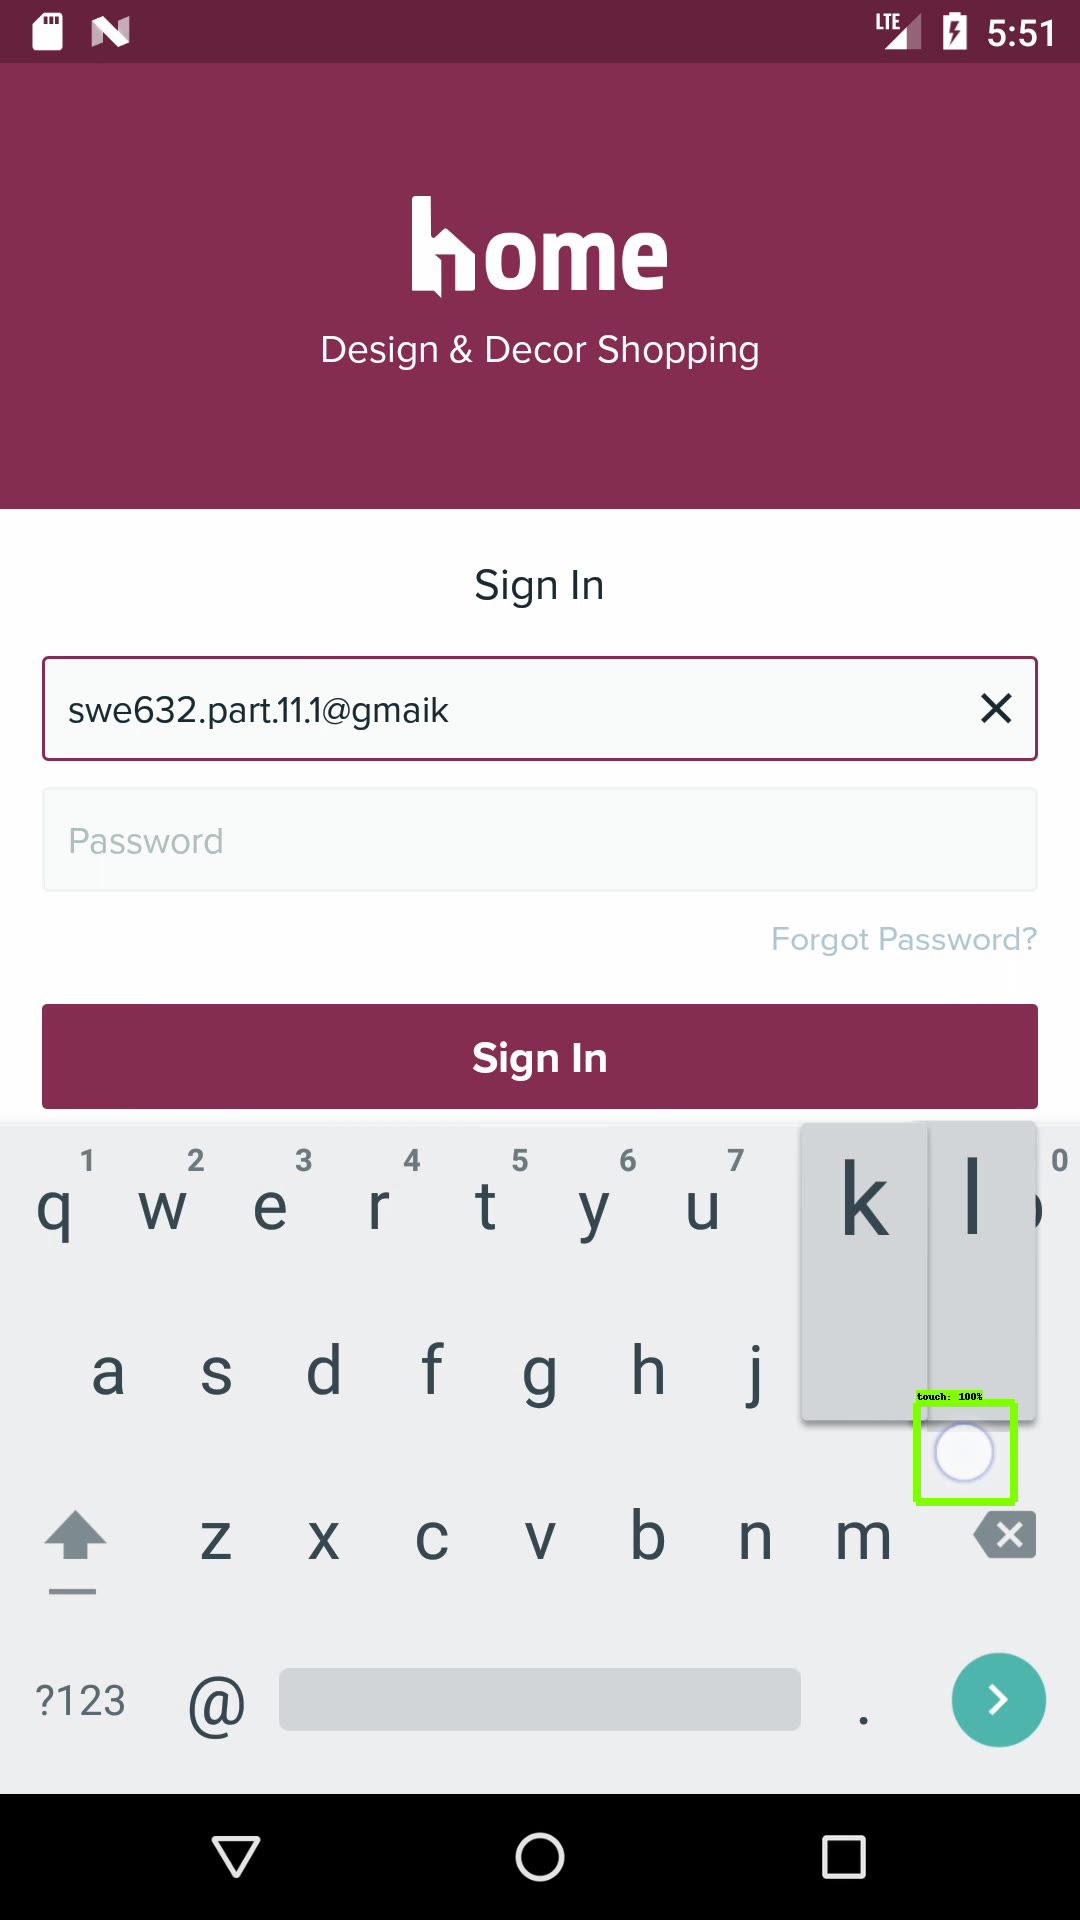 LTE 5:51
home
Design & Decor Shopping
Sign In
swe632.part.11.1@gmaik
Password
Forgot Password?
Sign In
1 2 3 4 5 6 7 0
q w e r t y u k l
a s d f g h j
touch: 100%
z x c v b n m
?123 @ .